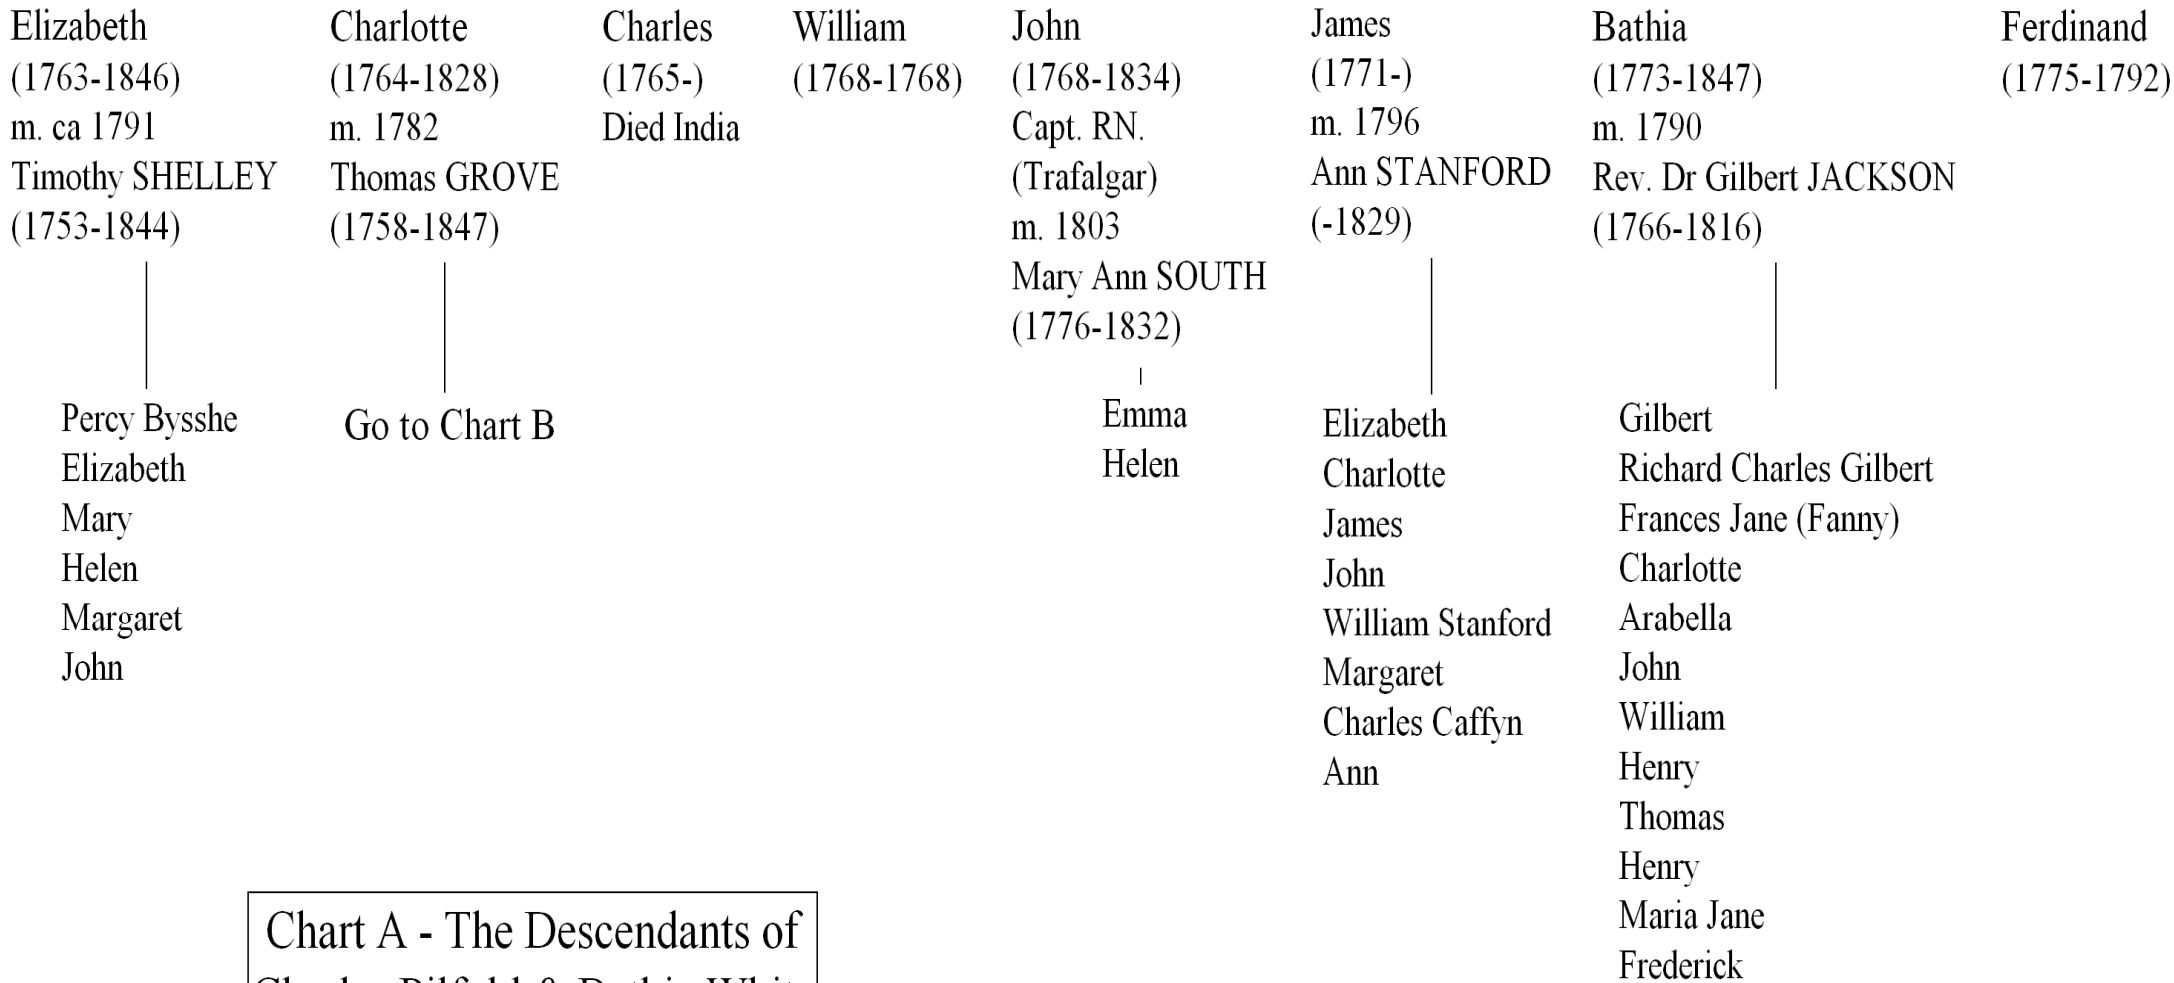 Elizabeth
(1763-1846)
m. ca 1791
Timothy SHELLEY
(1753-1844)
Percy Bysshe
Elizabeth
Mary
Helen
Margaret
John
Charlotte
(1764-1828)
m. 1782
Thomas GROVE
(1758-1847)
Go to Chart B
Charles
(1765-)
Died India
William
(1768-1768)
John
(1768-1834)
Capt. RN.
(Trafalgar)
m. 1803
Mary Ann SOUTH
(1776-1832)
Emma
Helen
James
(1771-)
m. 1796
Ann STANFORD
(-1829)
Elizabeth
Charlotte
James
John
William Stanford
Margaret
Charles Caffyn
Ann
Bathia
(1773-1847)
m. 1790
Rev. Dr Gilbert JACKSON
(1766-1816)
Gilbert
Richard Charles Gilbert
Frances Jane (Fanny)
Charlotte
Arabella
John
William
Henry
Thomas
Henry
Maria Jane
Frederick
Ferdinand
(1775-1792)
Chart A - The Descendants of